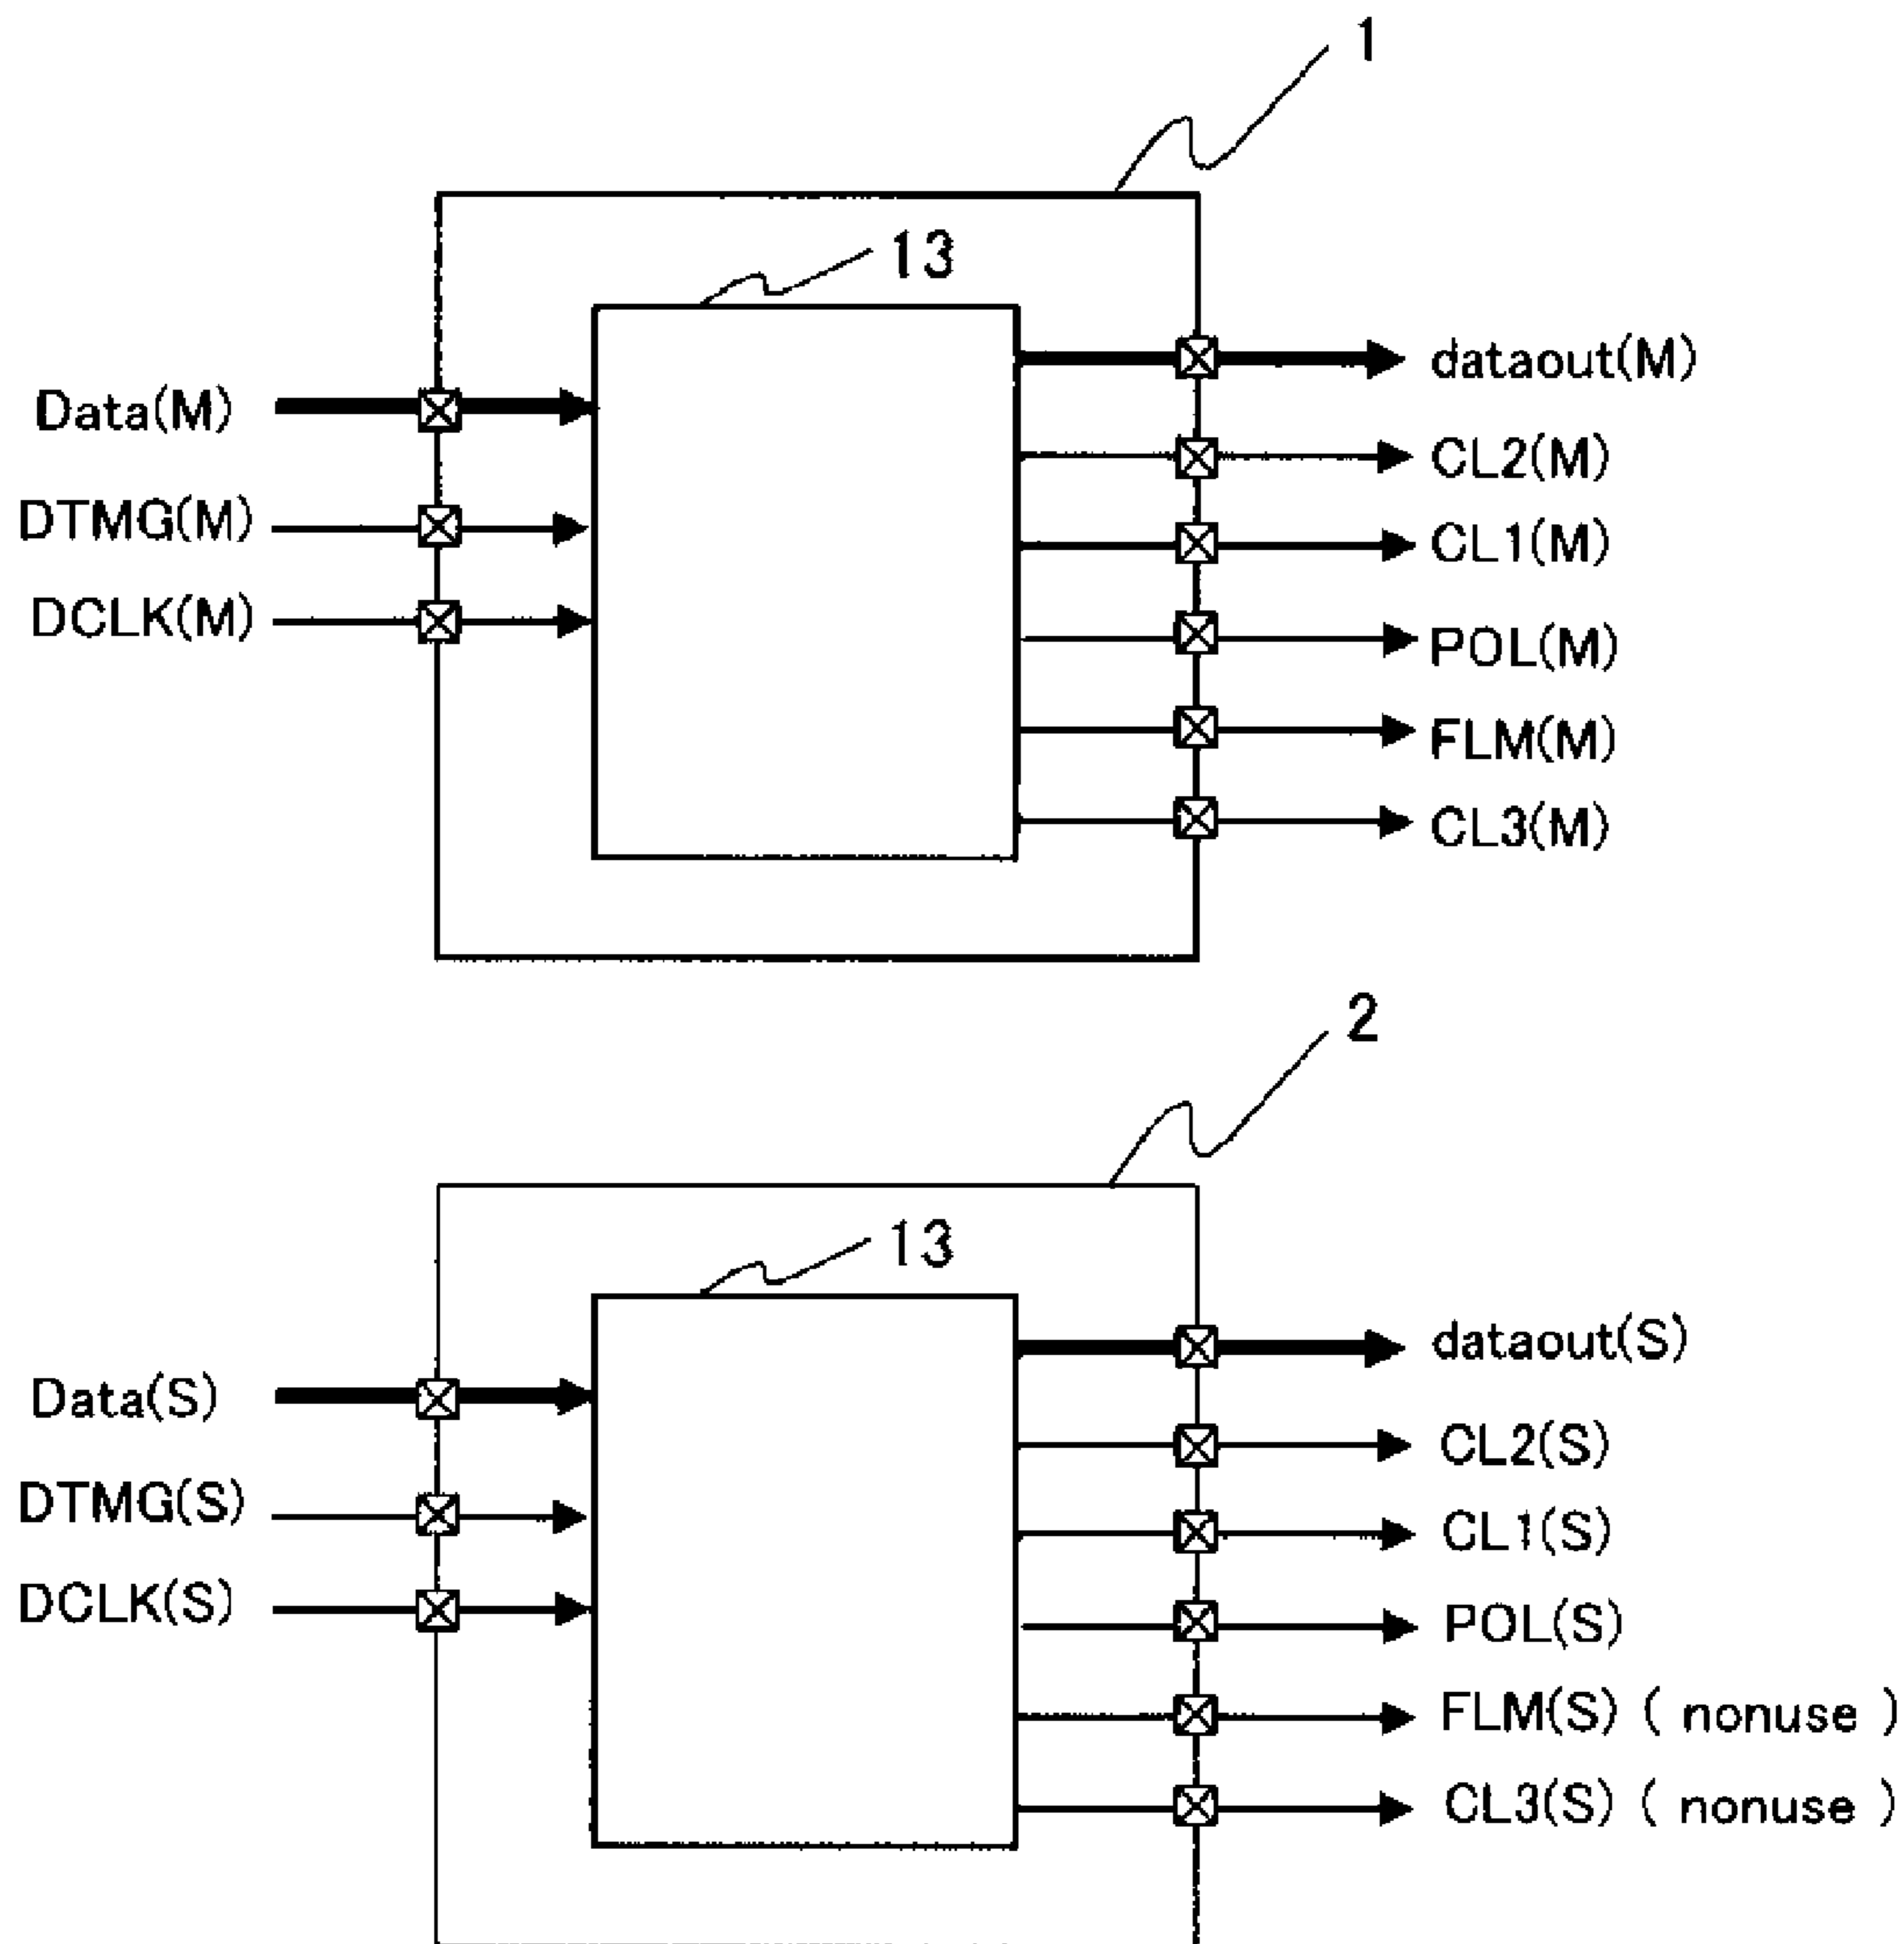 1
13
Data(M)
DTMG(M)
DCLK(M)
dataout(M)
CL2(M)
CL1(M)
POL(M)
FLM(M)
CL3(M)
2
13
Data(S)
DTMG(S)
DCLK(S)
dataout(S)
CL2(S)
CL1(S)
POL(S)
FLM(S) ( nonuse )
CL3(S) ( nonuse )